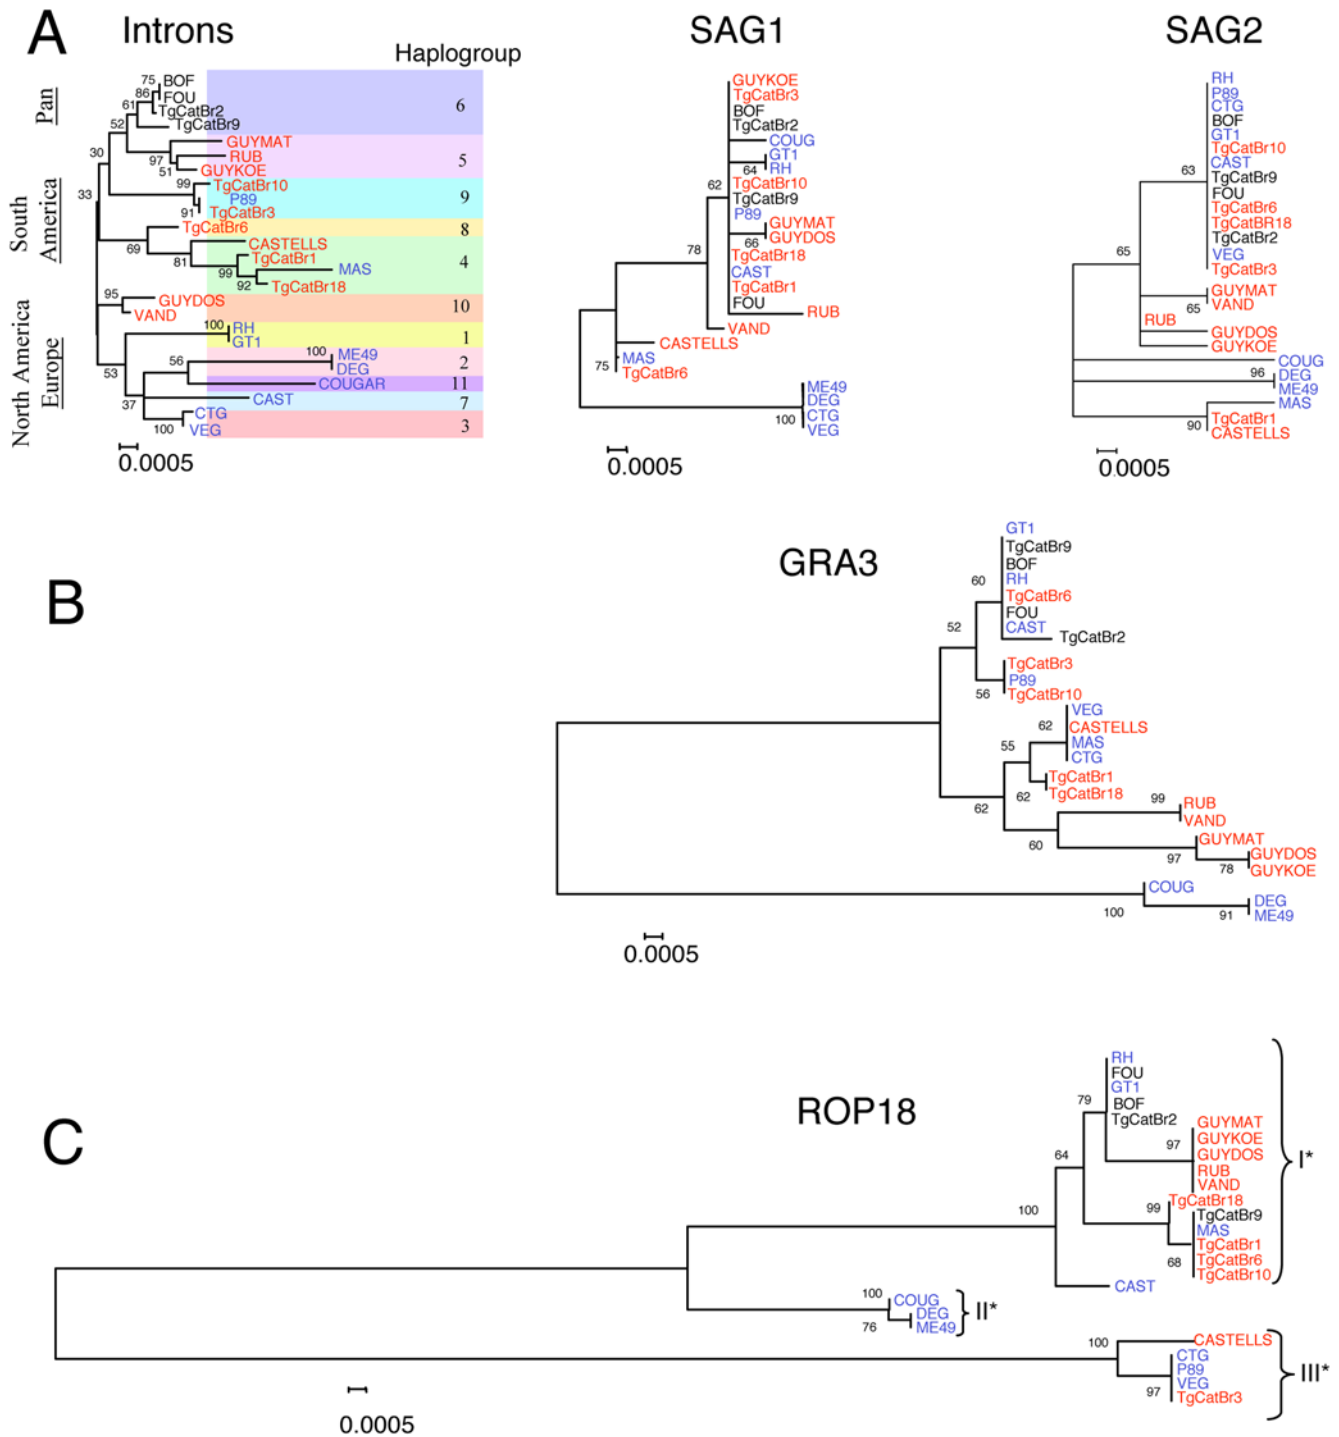 A
Introns
Haplogroup
Pan
South
America
North America
Europe
75
BOF
86
FOU
61
TgCatBr2
52
TgCatBr9
6
30
GUYMAT
97
RUB
51
GUYKOE
5
33
99
TgCatBr10
P89
91
TgCatBr3
9
TgCatBr6
8
69
CASTELLS
81
TgCatBr1
99
MAS
92
TgCatBr18
4
95
GUYDOS
VAND
10
100
RH
GT1
1
53
100
ME49
56
DEG
2
COUGAR
11
37
CAST
7
CTG
100
VEG
3
0.0005
SAG1
GUYKOE
TgCatBr3
BOF
TgCatBr2
COUG
GT1
64
RH
62
TgCatBr10
TgCatBr9
P89
GUYMAT
66
GUYDOS
78
TgCatBr18
CAST
TgCatBr1
FOU
RUB
VAND
CASTELLS
75
MAS
TgCatBr6
ME49
DEG
100
CTG
VEG
0.0005
SAG2
RH
P89
CTG
BOF
GT1
TgCatBr10
63
CAST
TgCatBr9
FOU
TgCatBr6
TgCatBR18
TgCatBr2
65
VEG
TgCatBr3
GUYMAT
65
VAND
RUB
GUYDOS
GUYKOE
COUG
96
DEG
ME49
MAS
90
TgCatBr1
CASTELLS
0.0005
B
GRA3
GT1
TgCatBr9
BOF
60
RH
TgCatBr6
FOU
52
CAST
TgCatBr2
TgCatBr3
P89
56
TgCatBr10
VEG
62
CASTELLS
55
MAS
CTG
TgCatBr1
62
62
TgCatBr18
99
RUB
VAND
60
GUYMAT
97
GUYDOS
78
GUYKOE
COUG
100
DEG
91
ME49
0.0005
C
ROP18
RH
FOU
GT1
79
BOF
TgCatBr2
GUYMAT
97
GUYKOE
64
GUYDOS
I*
RUB
VAND
TgCatBr18
100
99
TgCatBr9
MAS
TgCatBr1
68
TgCatBr6
TgCatBr10
CAST
100
COUG
DEG
II*
76
ME49
100
CASTELLS
CTG
P89
III*
97
VEG
TgCatBr3
0.0005